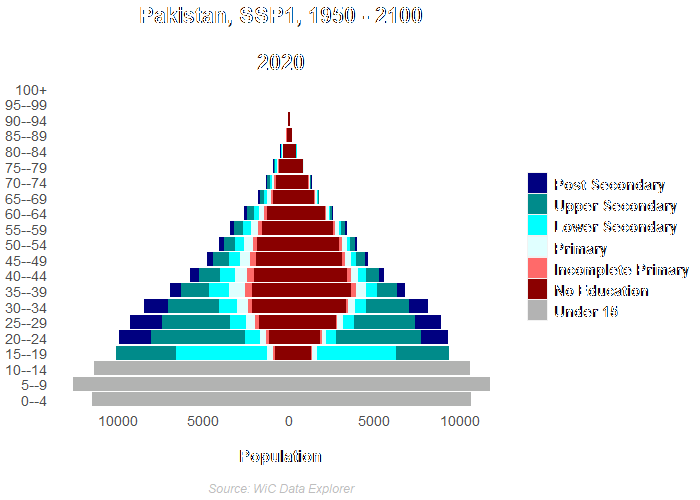 Pakistan, SSP1, 1950 - 2100
2020
100+
95--99
90--94
85--89
80--84
75--79
70--74
65--69
60--64
55--59
50--54
45--49
40--44
35--39
30--34
25--29
20--24
15--19
10--14
5--9
0--4
10000 5000 0 5000 10000
Population
Post Secondary
Upper Secondary
Lower Secondary
Primary
Incomplete Primary
No Education
Under 15
Source: WiC Data Explorer